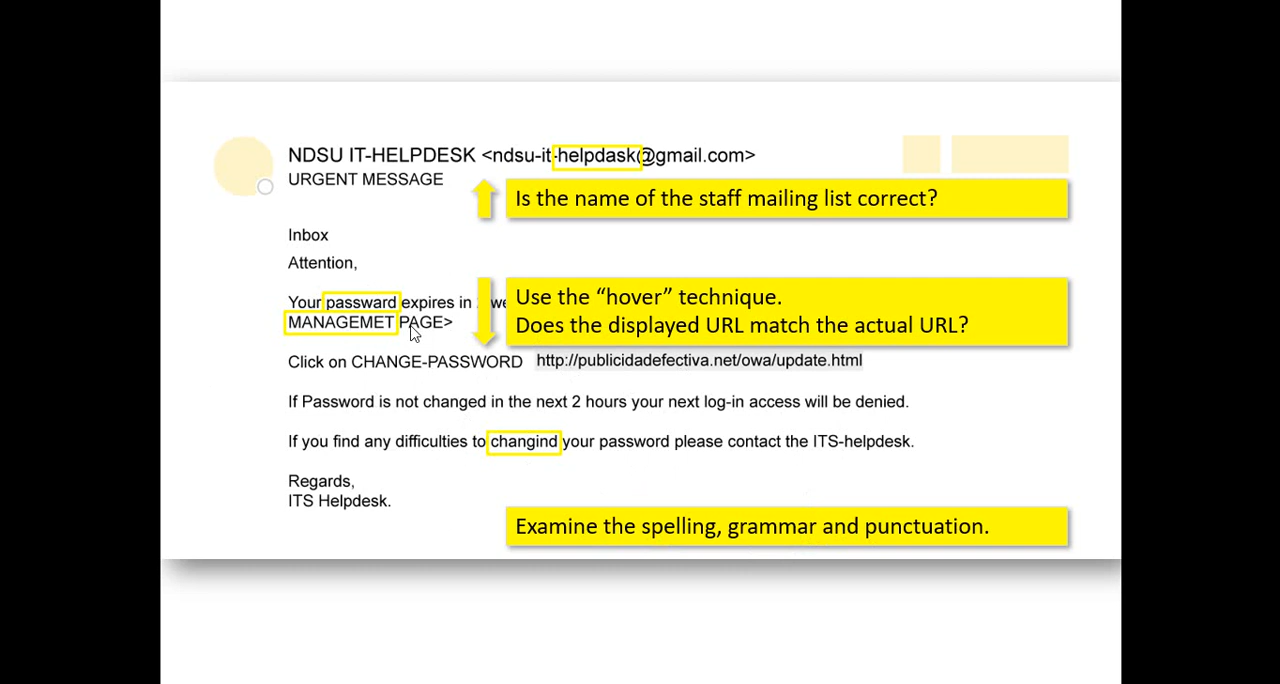 NDSU IT-HELPDESK <ndsu-it-helpdask@gmail.com>
URGENT MESSAGE
Is the name of the staff mailing list correct?
Inbox
Attention,
Your passward expires in
MANAGEMET PAGE>
Use the “hover” technique.
Does the displayed URL match the actual URL?
Click on CHANGE-PASSWORD http://publicidadefectiva.net/owa/update.html
If Password is not changed in the next 2 hours your next log-in access will be denied.
If you find any difficulties to changind your password please contact the ITS-helpdesk.
Regards,
ITS Helpdesk.
Examine the spelling, grammar and punctuation.